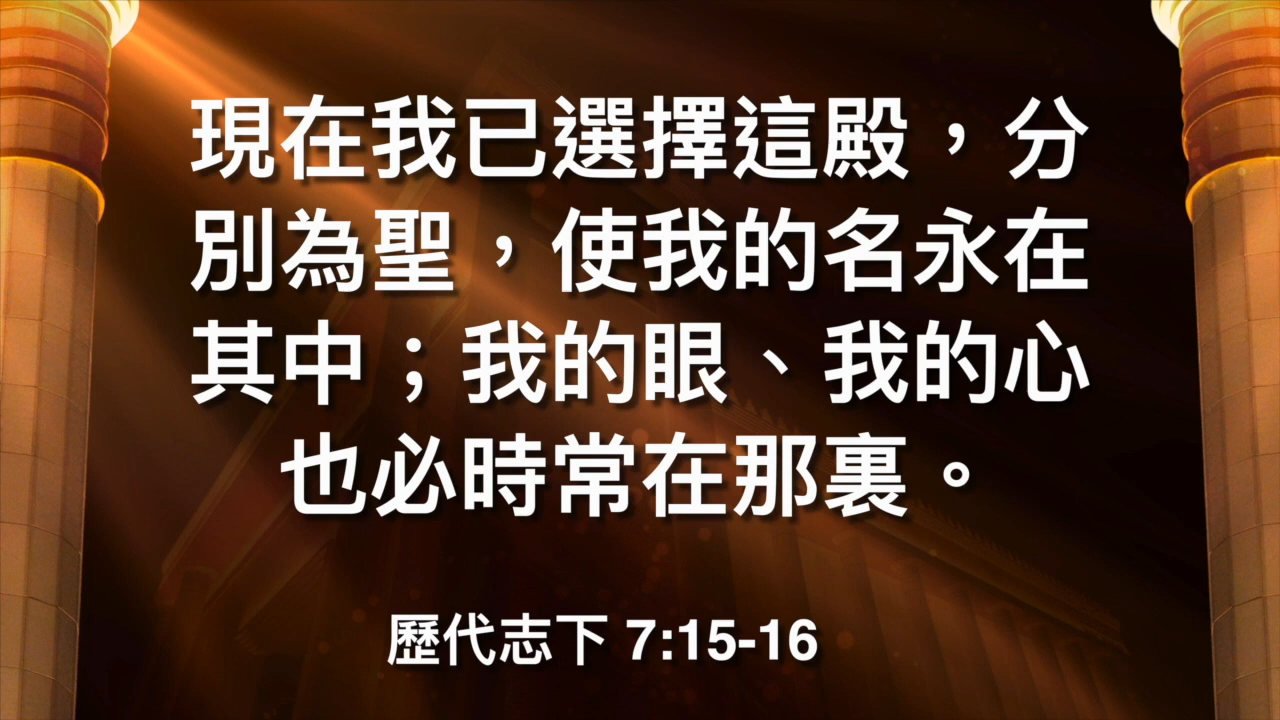 現在我已選擇這殿，分
別為聖，使我的名永在
其中；我的眼、我的心
也必時常在那裏。
歷代志下 7:15-16